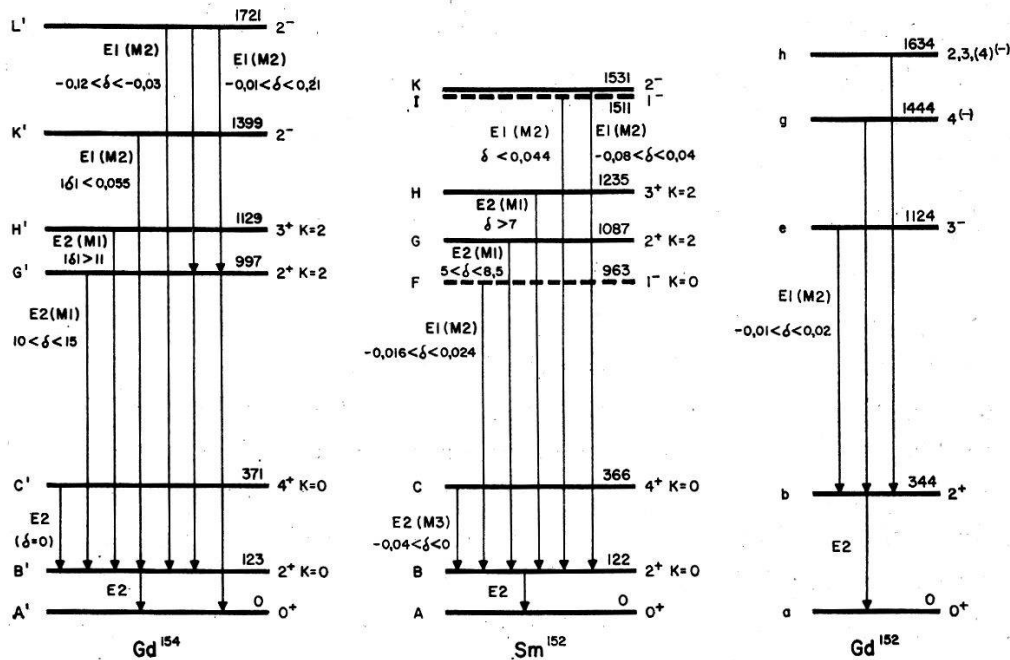 L' 1721 2⁻
E1 (M2)
-0,12<δ<-0,03
E1 (M2)
-0,01<δ<0,21
K' 1399 2⁻
E1 (M2)
|δ|<0,055
H' 1129 3⁺ K=2
E2 (M1)
|δ|>11
G' 997 2⁺ K=2
E2 (M1)
10<δ<15
C' 371 4⁺ K=0
E2
(δ=0)
B' 123 2⁺ K=0
E2
A' 0 0⁺
Gd¹⁵⁴
K 1531 2⁻
I 1511 1⁻
E1 (M2)
δ<0,044
E1 (M2)
-0,08<δ<0,04
H 1235 3⁺ K=2
E2 (M1)
δ>7
G 1087 2⁺ K=2
E2 (M1)
5<δ<8,5
F 963 1⁻ K=0
E1 (M2)
-0,016<δ<0,024
C 366 4⁺ K=0
E2 (M3)
-0,04<δ<0
B 122 2⁺ K=0
E2
A 0 0⁺
Sm¹⁵²
h 1634 2,3,(4)⁽⁻⁾
g 1444 4⁽⁻⁾
e 1124 3⁻
E1 (M2)
-0,01<δ<0,02
b 344 2⁺
E2
a 0 0⁺
Gd¹⁵²